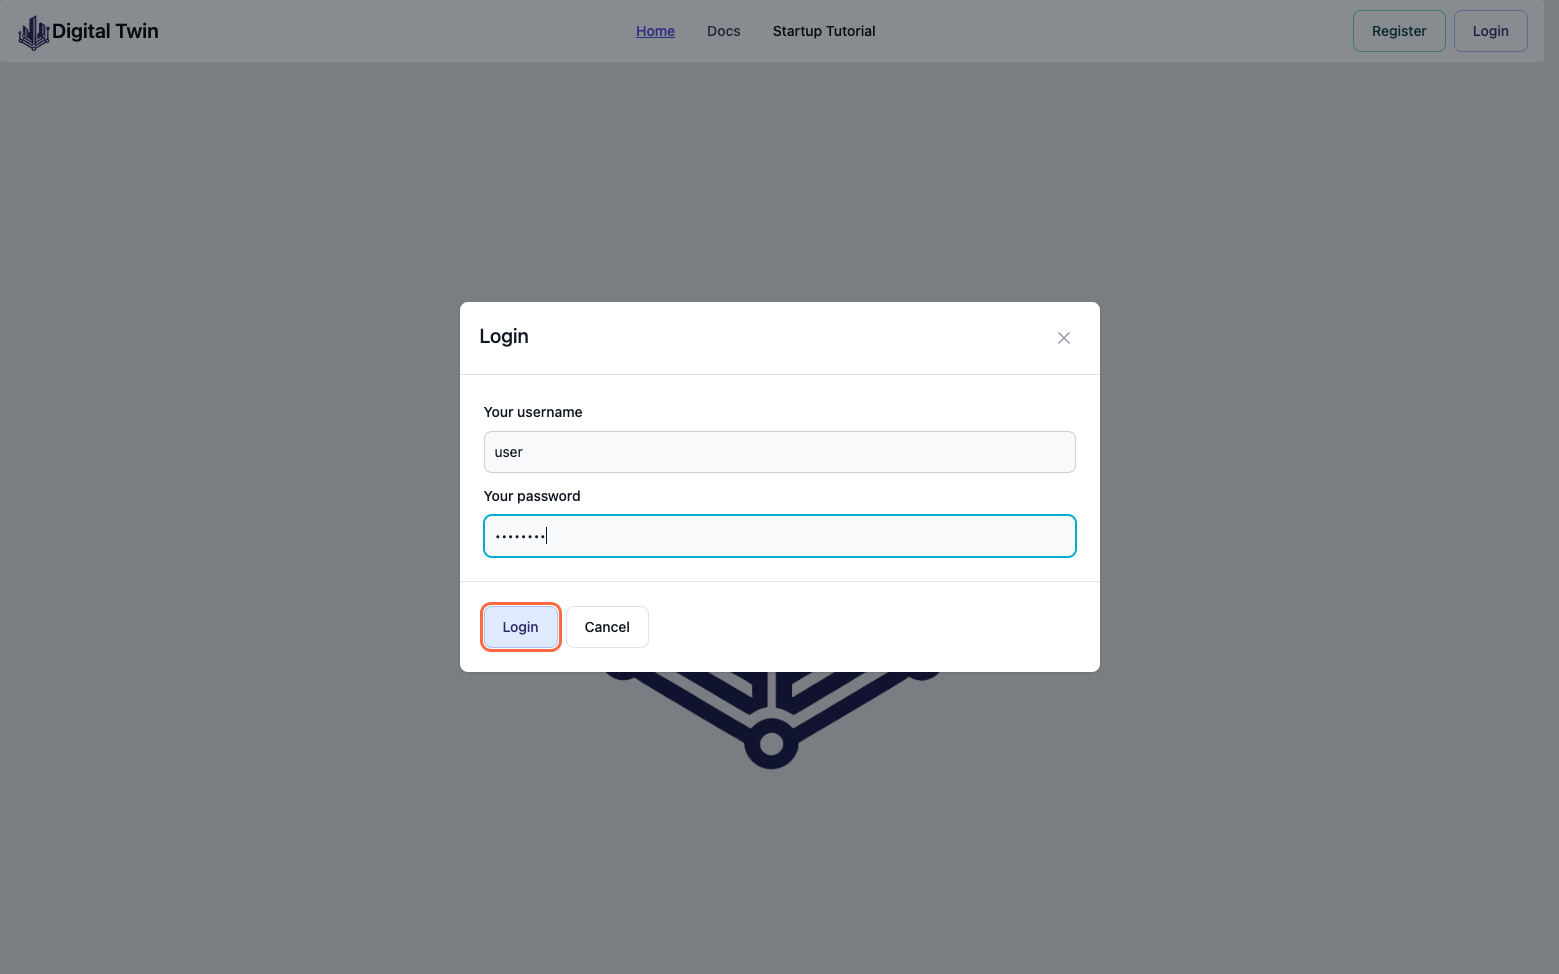 Digital Twin
Home Docs Startup Tutorial
Register Login
Login
Your username
user
Your password
••••••••
Login Cancel